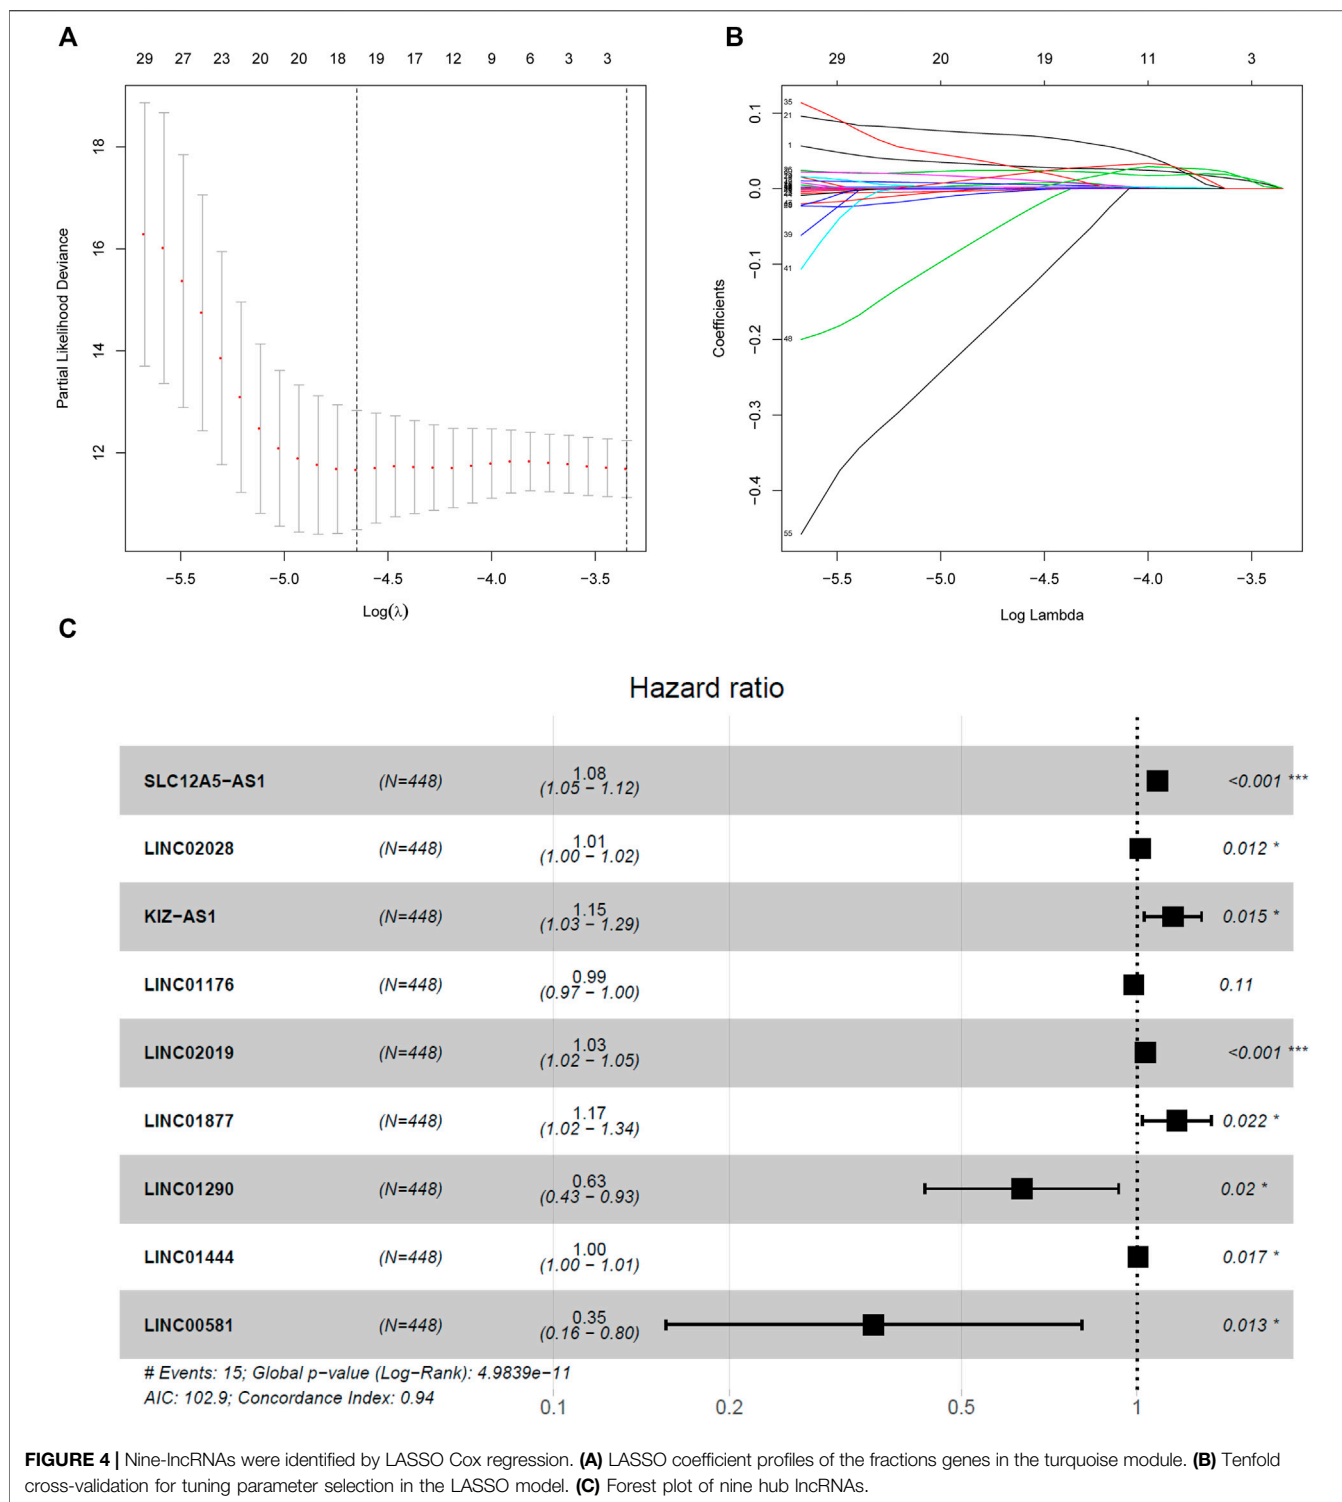 A
29 27 23 20 20 18 19 17 12 9 6 3 3
Partial Likelihood Deviance
18
16
14
12
−5.5 −5.0 −4.5 −4.0 −3.5
Log(λ)
B
29 20 19 11 3
Coefficients
0.1
0.0
−0.1
−0.2
−0.3
−0.4
35
21
1
39
41
48
55
−5.5 −5.0 −4.5 −4.0 −3.5
Log Lambda
C
Hazard ratio
SLC12A5−AS1 (N=448) 1.08 (1.05 − 1.12) <0.001 ***
LINC02028 (N=448) 1.01 (1.00 − 1.02) 0.012 *
KIZ−AS1 (N=448) 1.15 (1.03 − 1.29) 0.015 *
LINC01176 (N=448) 0.99 (0.97 − 1.00) 0.11
LINC02019 (N=448) 1.03 (1.02 − 1.05) <0.001 ***
LINC01877 (N=448) 1.17 (1.02 − 1.34) 0.022 *
LINC01290 (N=448) 0.63 (0.43 − 0.93) 0.02 *
LINC01444 (N=448) 1.00 (1.00 − 1.01) 0.017 *
LINC00581 (N=448) 0.35 (0.16 − 0.80) 0.013 *
# Events: 15; Global p−value (Log−Rank): 4.9839e−11
AIC: 102.9; Concordance Index: 0.94
0.1 0.2 0.5 1
FIGURE 4 | Nine-lncRNAs were identified by LASSO Cox regression. (A) LASSO coefficient profiles of the fractions genes in the turquoise module. (B) Tenfold
cross-validation for tuning parameter selection in the LASSO model. (C) Forest plot of nine hub lncRNAs.